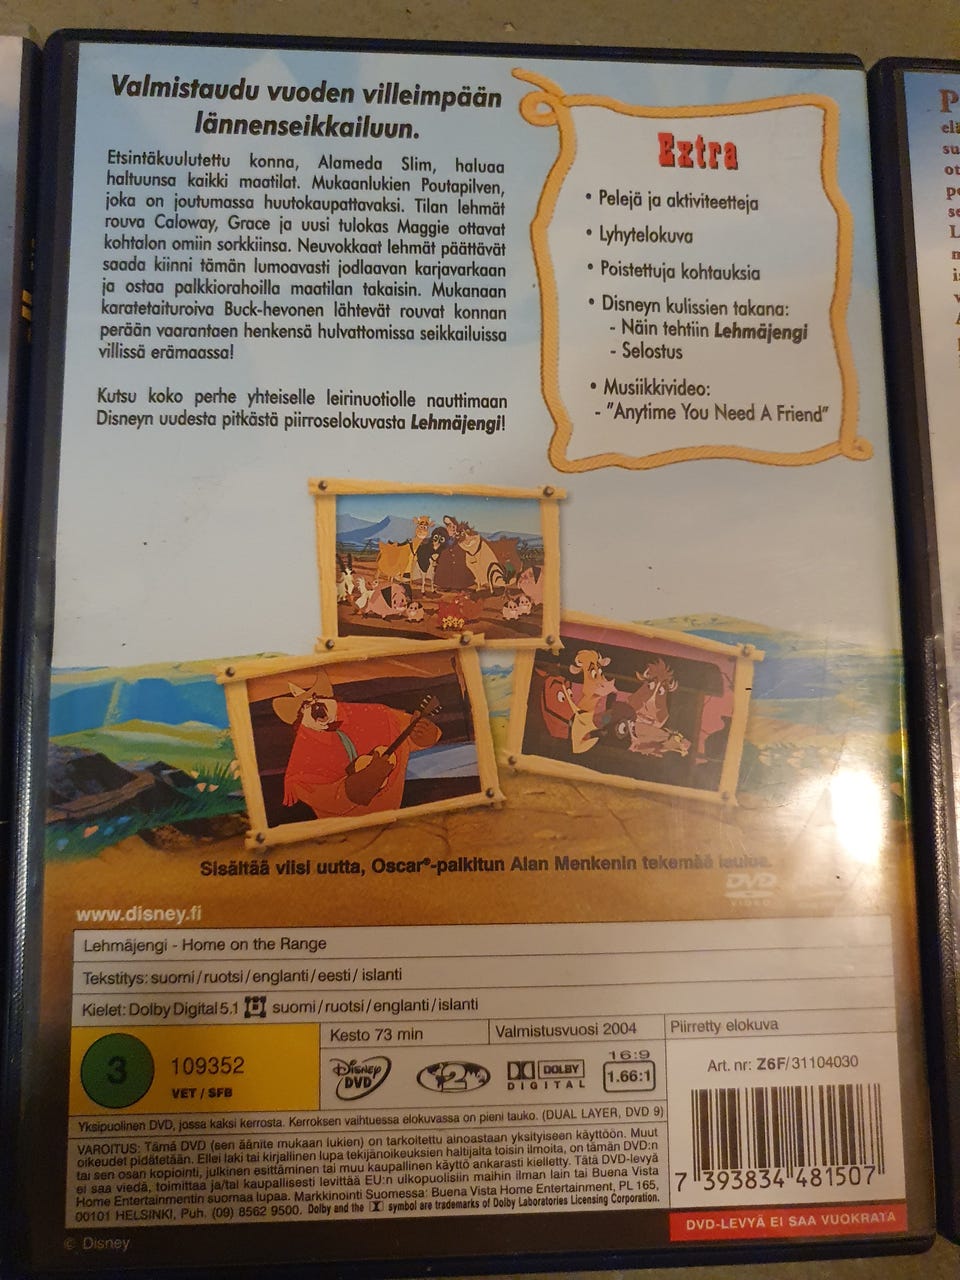 Valmistaudu vuoden villeimpään
lännenseikkailuun.
Etsintäkuulutettu konna, Alameda Slim, haluaa
haltuunsa kaikki maatilat. Mukaanlukien Poutapilven,
joka on joutumassa huutokaupattavaksi. Tilan lehmät
rouva Caloway, Grace ja uusi tulokas Maggie ottavat
kohtalon omiin sorkkiinsa. Neuvokkaat lehmät päättävät
saada kiinni tämän lumoavasti jodlaavan karjavarkaan
ja ostaa palkkiorahoilla maatilan takaisin. Mukanaan
karatetaituroiva Buck-hevonen lähtevät rouvat konnan
perään vaarantaen henkensä hulvattomissa seikkailuissa
villissä erämaassa!
Kutsu koko perhe yhteiselle leirinuotiolle nauttimaan
Disneyn uudesta pitkästä piirroselokuvasta Lehmäjengi!
Extra
• Pelejä ja aktiviteetteja
• Lyhytelokuva
• Poistettuja kohtauksia
• Disneyn kulissien takana:
- Näin tehtiin Lehmäjengi
- Selostus
• Musiikkivideo:
- "Anytime You Need A Friend"
Sisältää viisi uutta, Oscar®-palkitun Alan Menkenin tekemää laulua.
DVD
VIDEO
www.disney.fi
Lehmäjengi - Home on the Range
Tekstitys: suomi/ruotsi/englanti/eesti/islanti
Kielet: Dolby Digital 5.1 suomi/ruotsi/englanti/islanti
3
109352
VET / SFB
Kesto 73 min
Valmistusvuosi 2004
Piirretty elokuva
Disney
DVD
2
DOLBY
DIGITAL
16:9
1.66:1
Art. nr: Z6F/31104030
Yksipuolinen DVD, jossa kaksi kerrosta. Kerroksen vaihtuessa elokuvassa on pieni tauko. (DUAL LAYER, DVD 9)
VAROITUS: Tämä DVD (sen äänite mukaan lukien) on tarkoitettu ainoastaan yksityiseen käyttöön. Muut
oikeudet pidätetään. Ellei laki tai kirjallinen lupa tekijänoikeuksien haltijalta toisin ilmoita, on tämän DVD:n
tai sen osan kopiointi, julkinen esittäminen tai muu kaupallinen käyttö ankarasti kielletty. Tätä DVD-levyä
ei saa viedä, toimittaa ja/tai kaupallisesti levittää EU:n ulkopuolisiin maihin ilman lain tai Buena Vista
Home Entertainmentin suomaa lupaa. Markkinointi Suomessa: Buena Vista Home Entertainment, PL 165,
00101 HELSINKI, Puh. (09) 8562 9500. Dolby and the symbol are trademarks of Dolby Laboratories Licensing Corporation.
7 393834 481507
DVD-LEVYÄ EI SAA VUOKRATA
© Disney